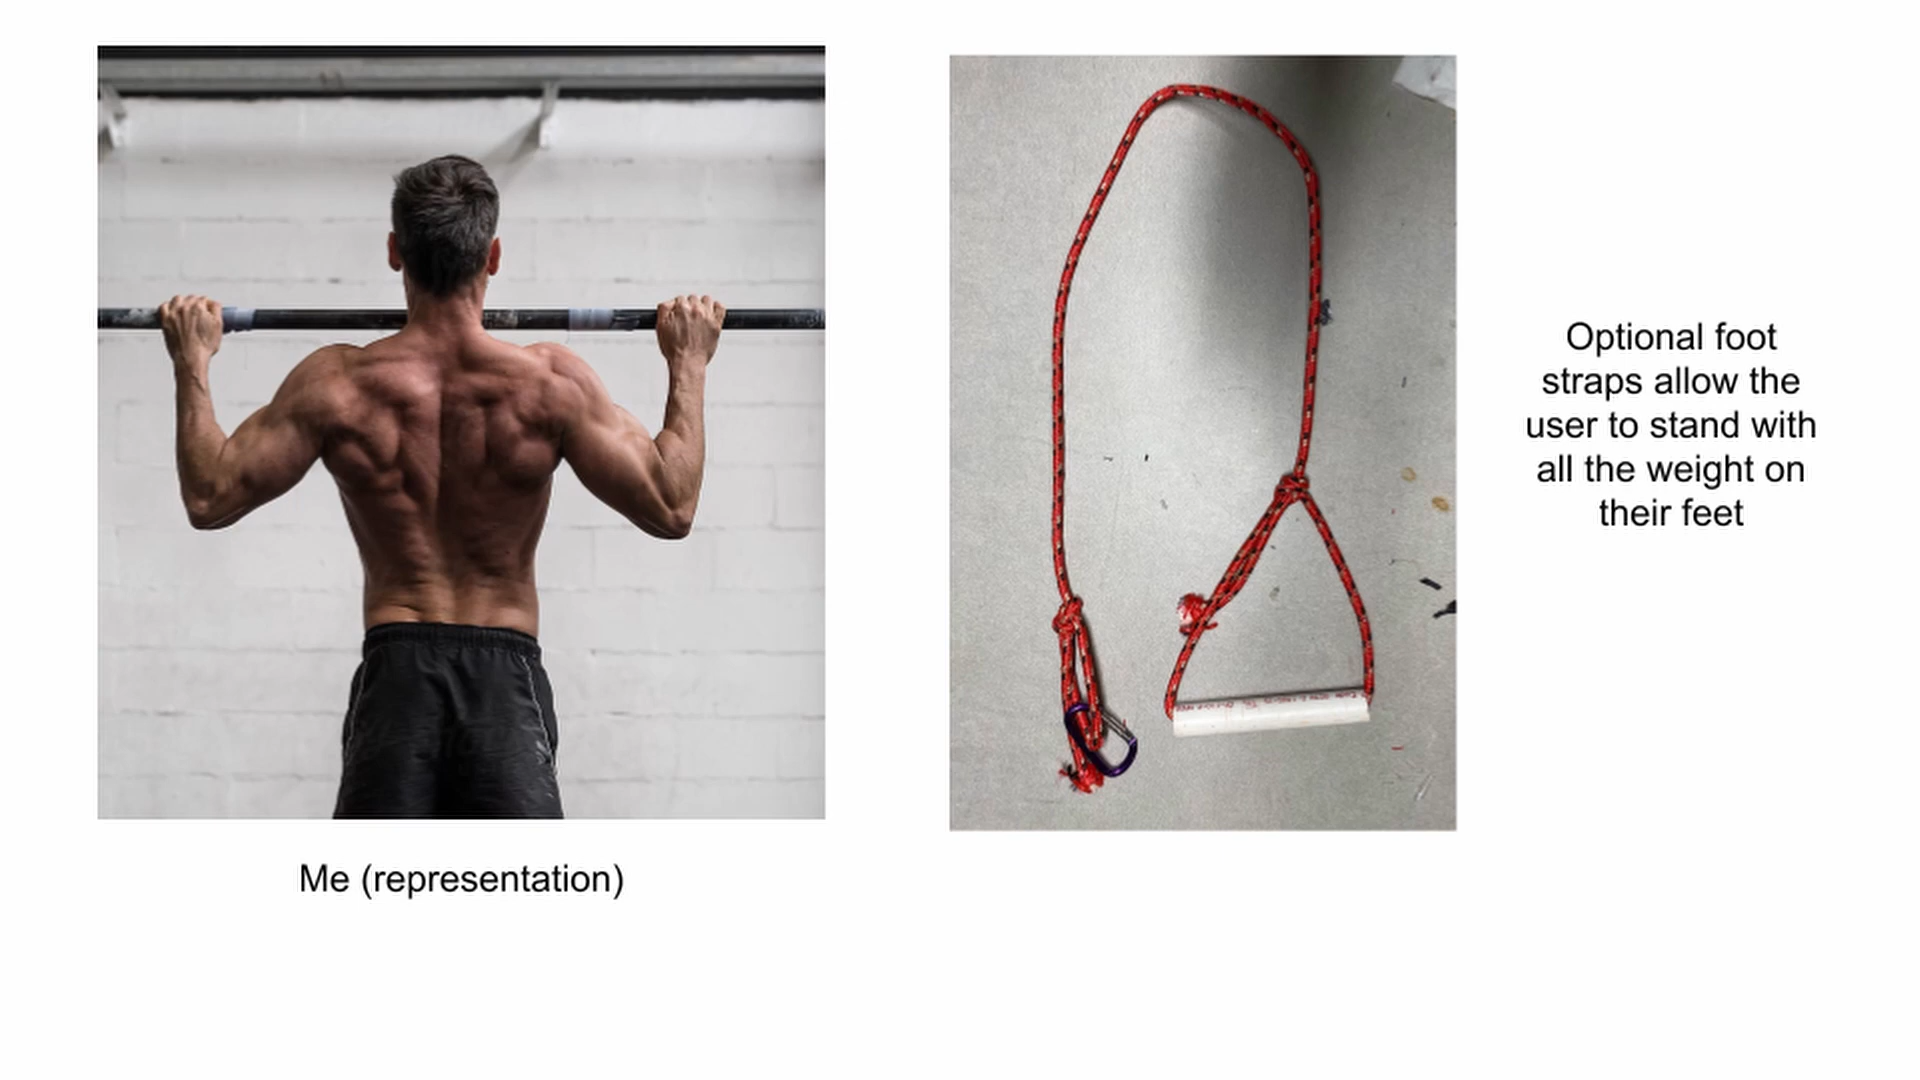 Optional foot
straps allow the
user to stand with
all the weight on
their feet
Me (representation)